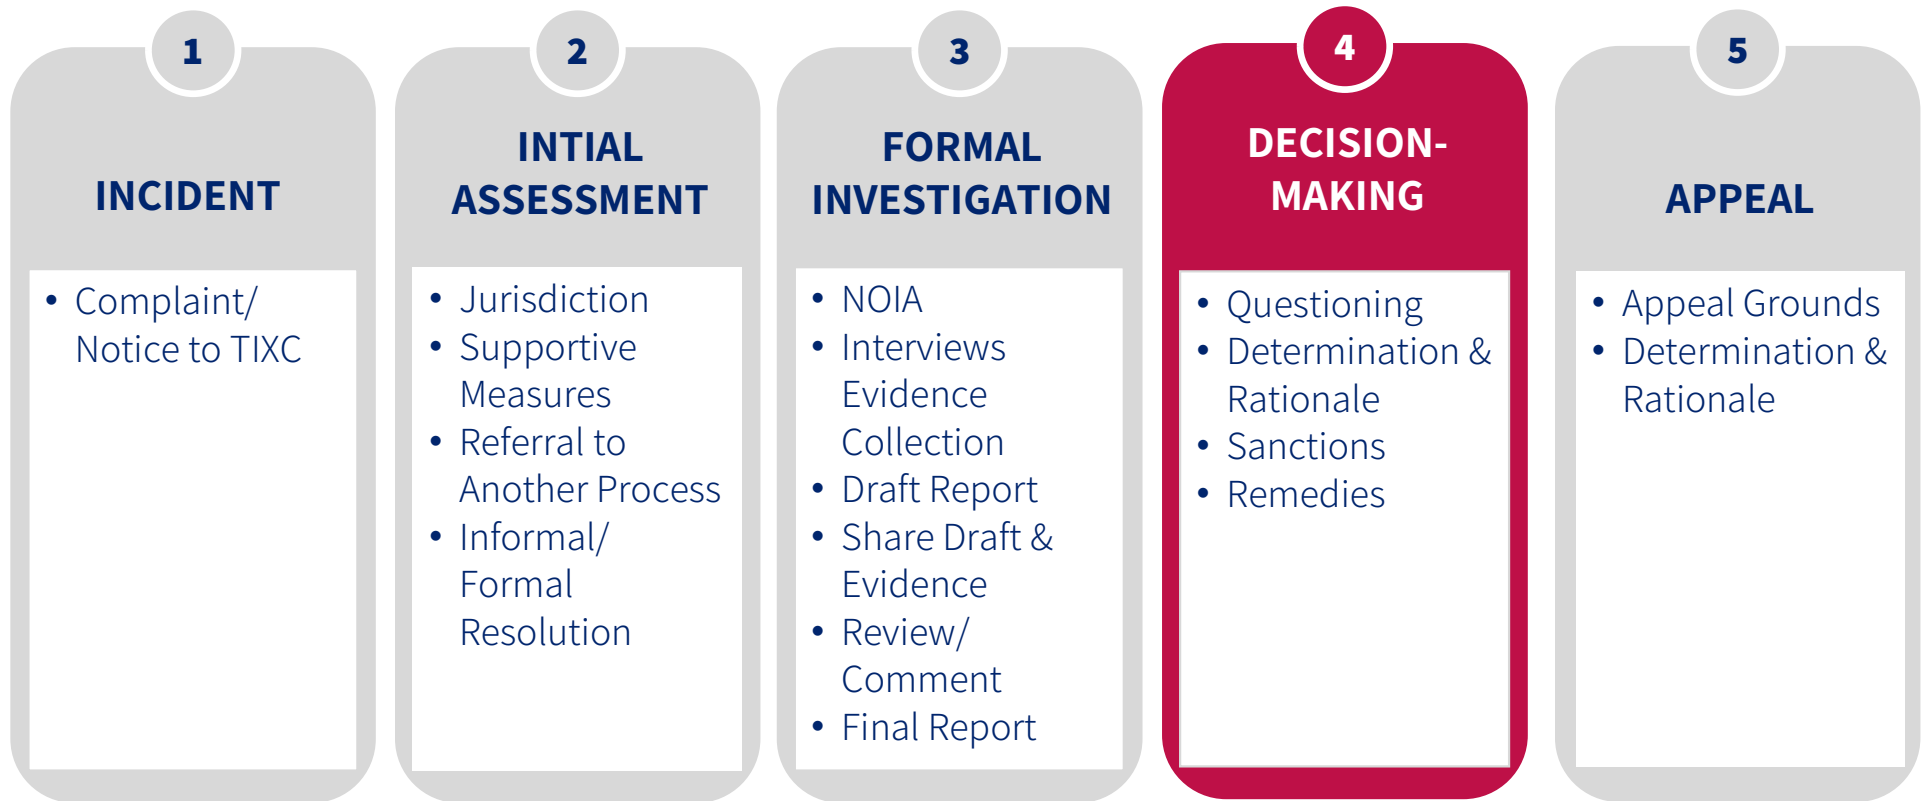 1
INCIDENT
• Complaint/
Notice to TIXC
2
INTIAL
ASSESSMENT
• Jurisdiction
• Supportive
Measures
• Referral to
Another Process
• Informal/
Formal
Resolution
3
FORMAL
INVESTIGATION
• NOIA
• Interviews
Evidence
Collection
• Draft Report
• Share Draft &
Evidence
• Review/
Comment
• Final Report
4
DECISION-
MAKING
• Questioning
• Determination &
Rationale
• Sanctions
• Remedies
5
APPEAL
• Appeal Grounds
• Determination &
Rationale